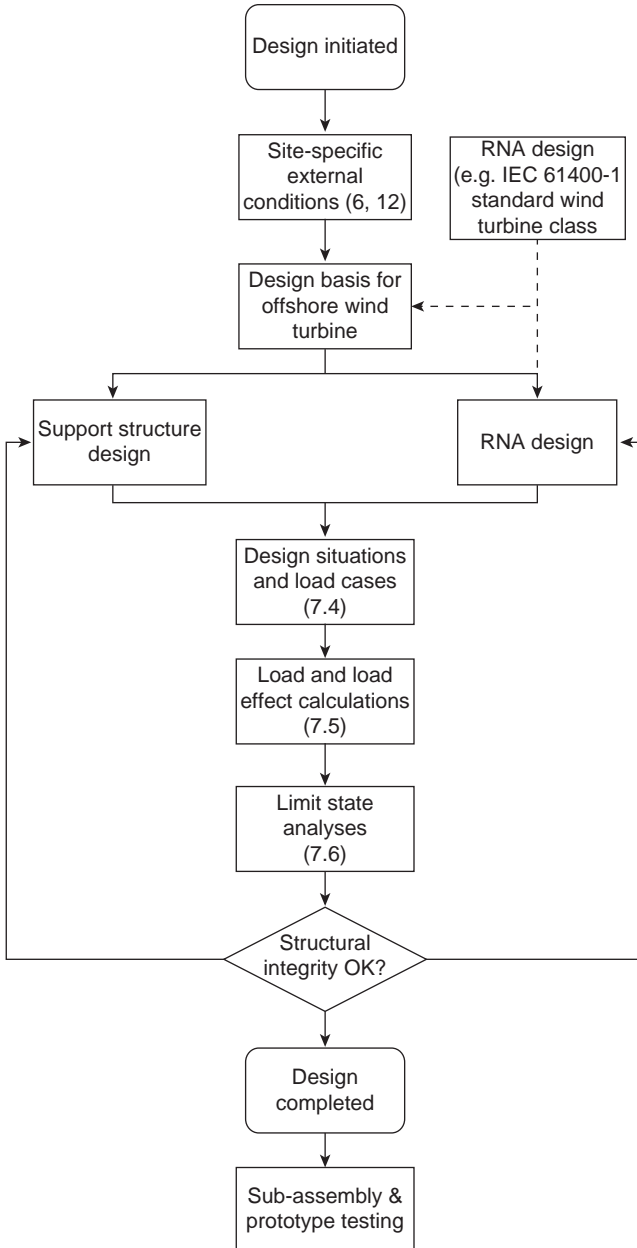 Design initiated
Site-specific
external
conditions (6, 12)
RNA design
(e.g. IEC 61400-1
standard wind
turbine class
Design basis for
offshore wind
turbine
Support structure
design
RNA design
Design situations
and load cases
(7.4)
Load and load
effect calculations
(7.5)
Limit state
analyses
(7.6)
Structural
integrity OK?
Design
completed
Sub-assembly &
prototype testing